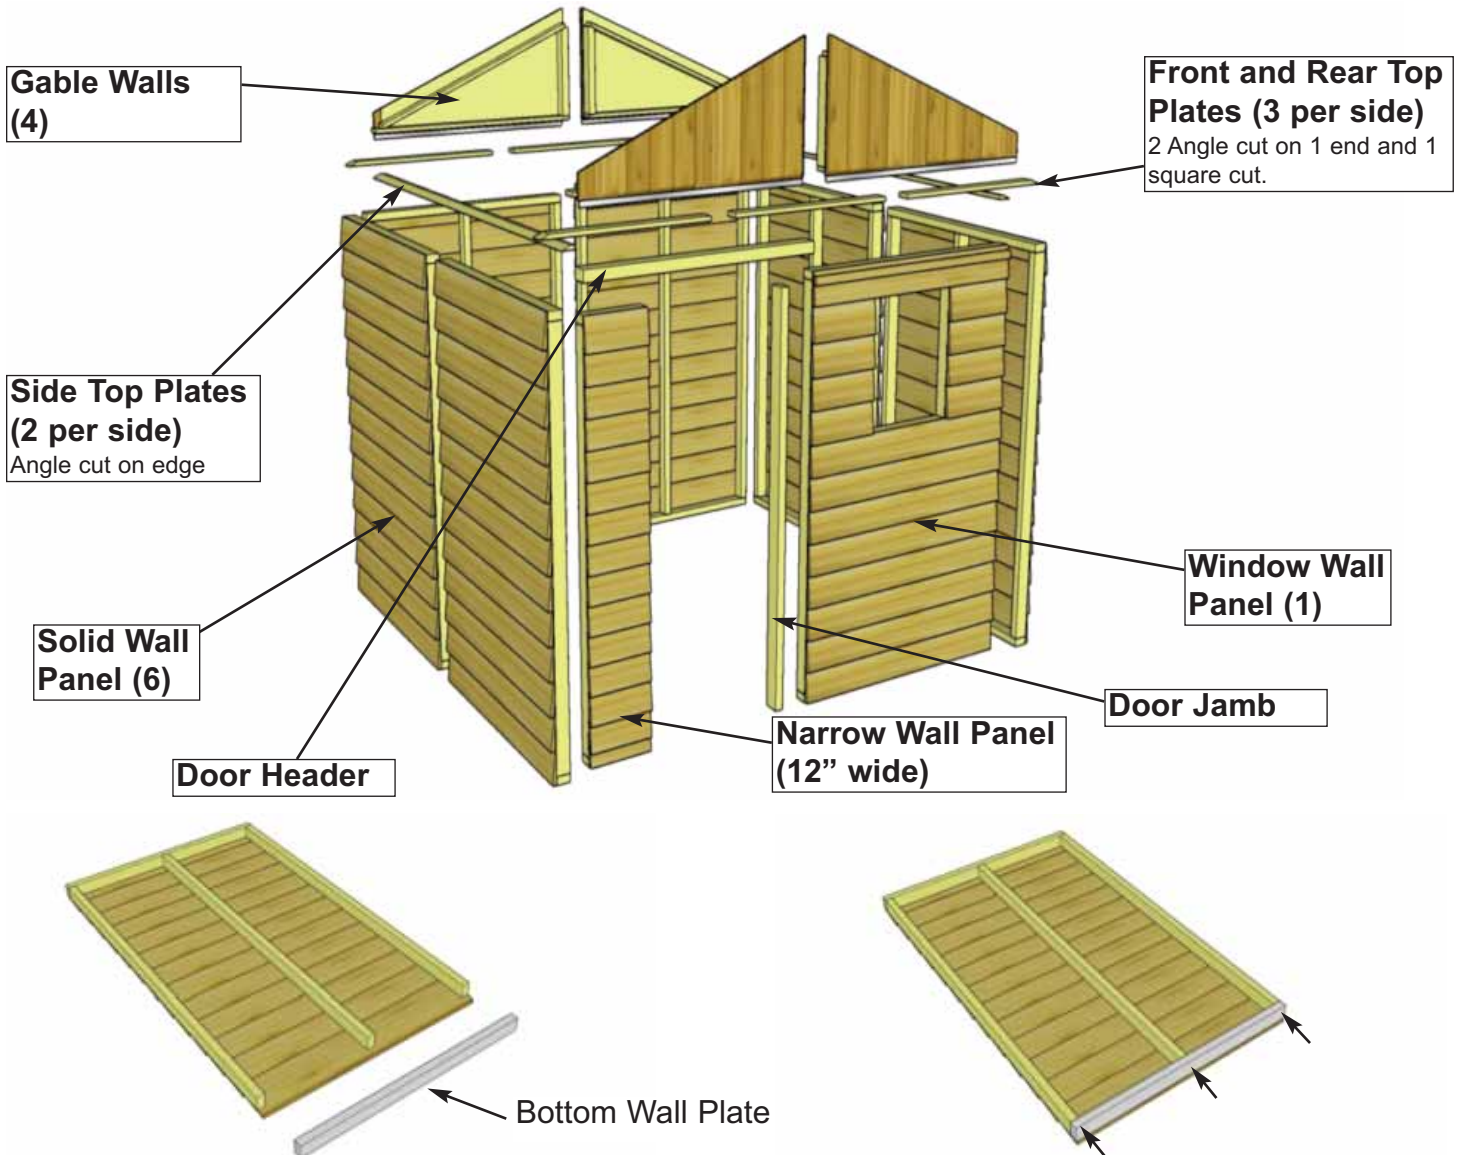 Gable Walls
(4)
Front and Rear Top
Plates (3 per side)
2 Angle cut on 1 end and 1
square cut.
Side Top Plates
(2 per side)
Angle cut on edge
Solid Wall
Panel (6)
Window Wall
Panel (1)
Door Jamb
Narrow Wall Panel
(12” wide)
Door Header
Bottom Wall Plate